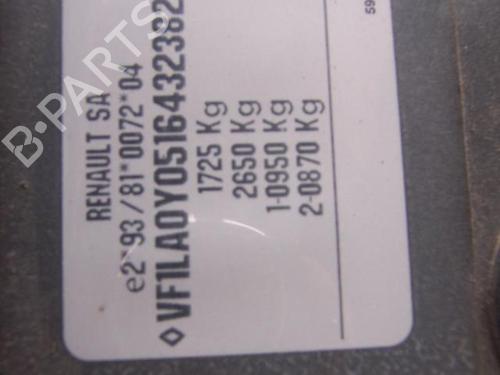 RENAULT SA
e2*93/81*0072*04
◇VF1LA0Y0516432382
1725 Kg
2650 Kg
1-0950 Kg
2-0870 Kg
59
B-PARTS